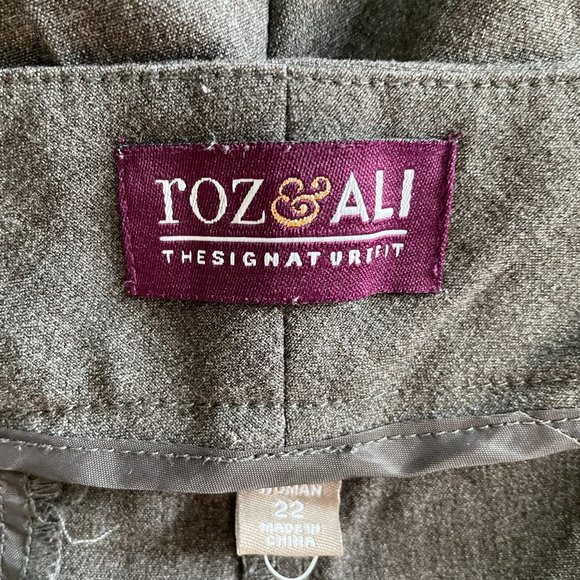 roz & ALI
THESIGNATUREFIT
WOMAN
22
MADE IN
CHINA